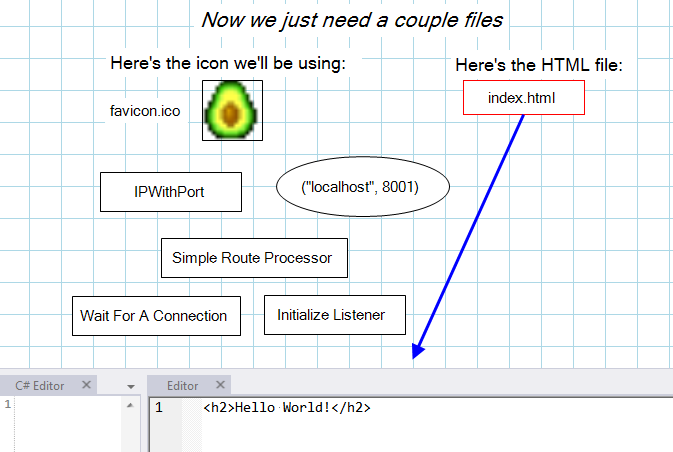 Now we just need a couple files
Here's the icon we'll be using:
Here's the HTML file:
favicon.ico
index.html
IPWithPort
("localhost", 8001)
Simple Route Processor
Wait For A Connection
Initialize Listener
C# Editor
Editor
1
1 <h2>Hello World!</h2>